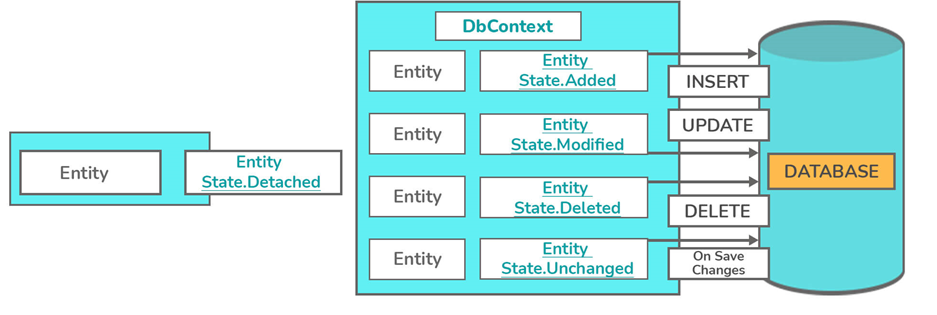 Entity
Entity
State.Detached
DbContext
Entity
Entity
State.Added
INSERT
Entity
Entity
State.Modified
UPDATE
DATABASE
Entity
Entity
State.Deleted
DELETE
Entity
Entity
State.Unchanged
On Save
Changes